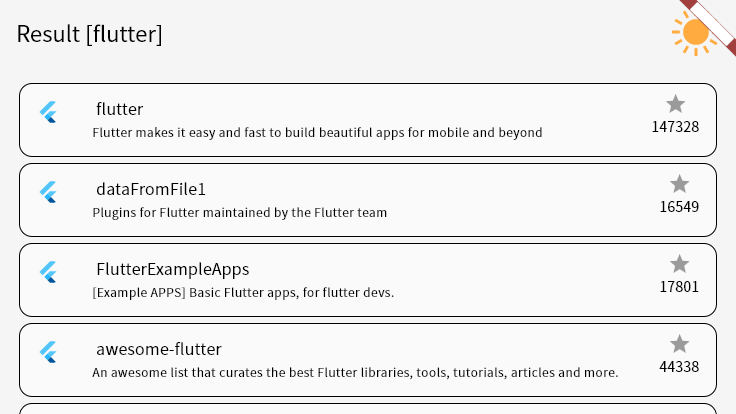 Result [flutter]
flutter
Flutter makes it easy and fast to build beautiful apps for mobile and beyond
147328
dataFromFile1
Plugins for Flutter maintained by the Flutter team
16549
FlutterExampleApps
[Example APPS] Basic Flutter apps, for flutter devs.
17801
awesome-flutter
An awesome list that curates the best Flutter libraries, tools, tutorials, articles and more.
44338